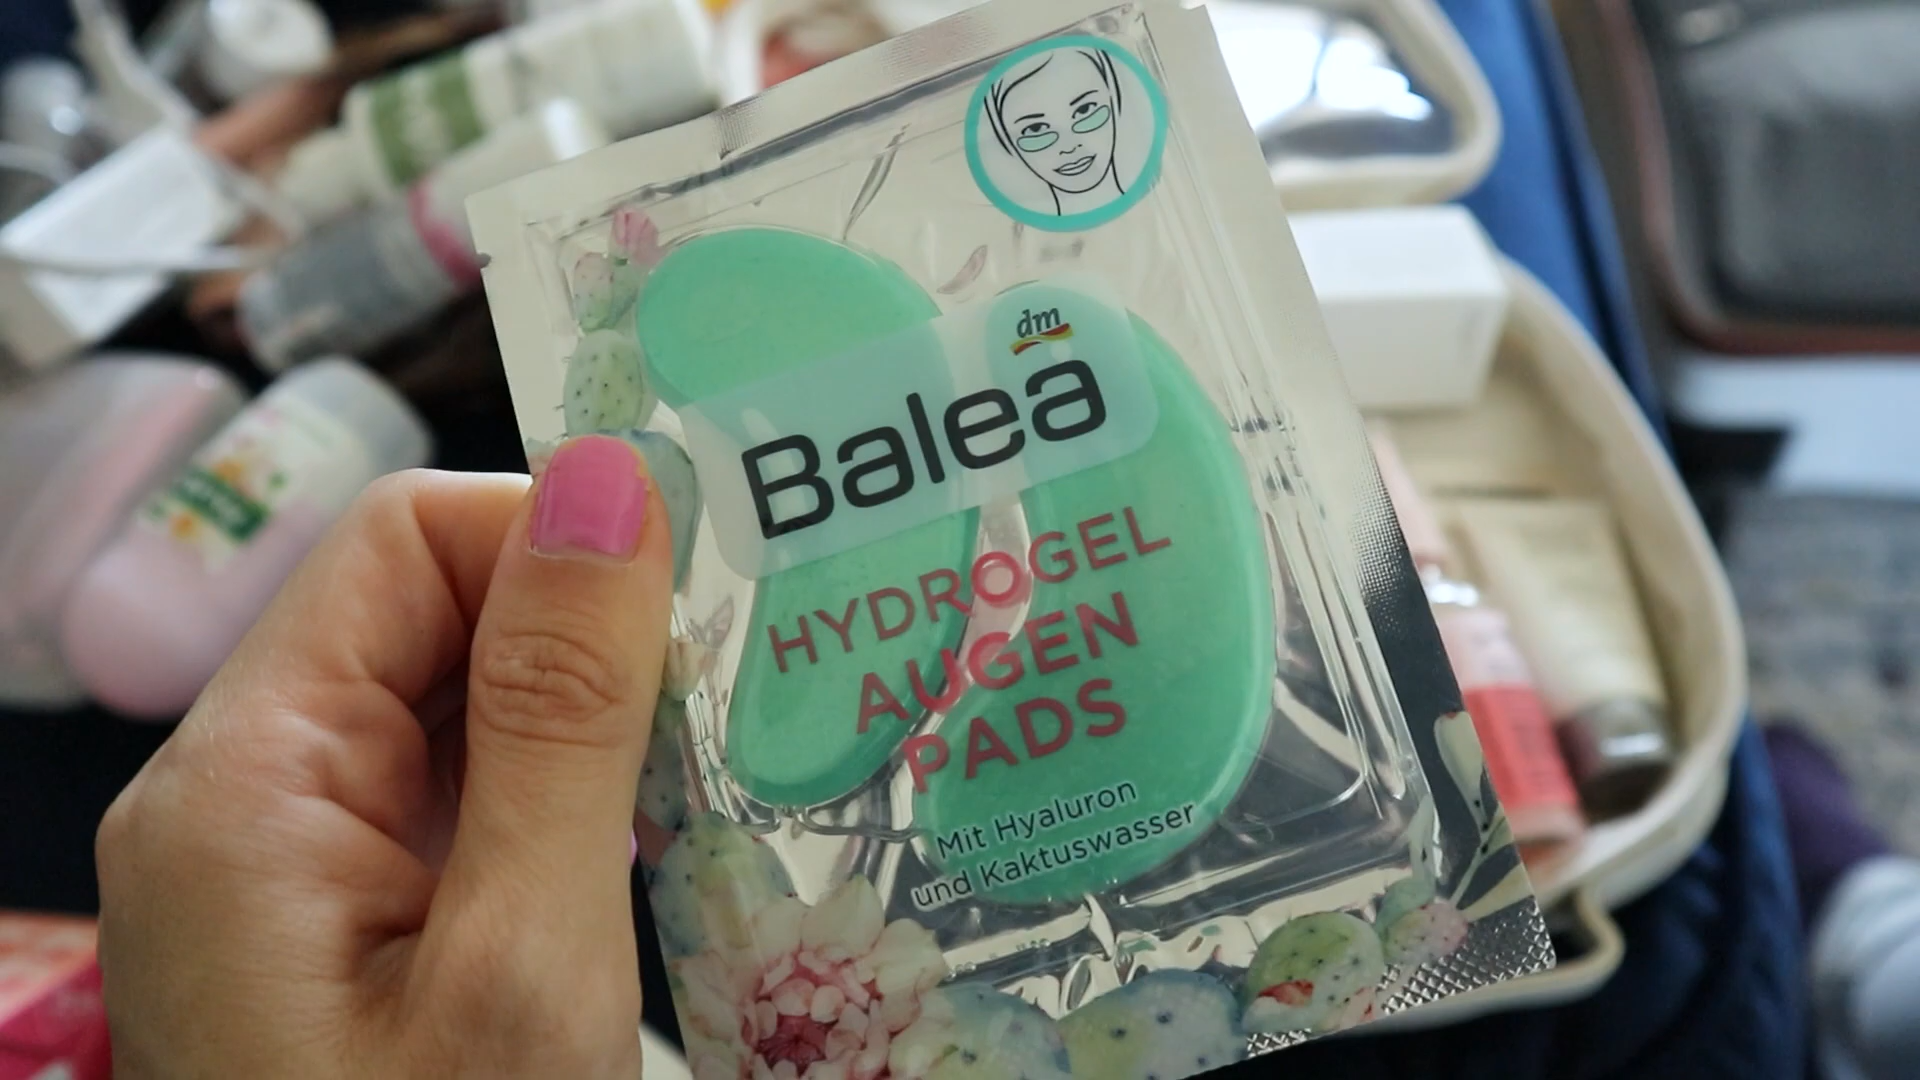 dm
Balea
HYDROGEL
AUGEN
PADS
Mit Hyaluron
und Kaktuswasser